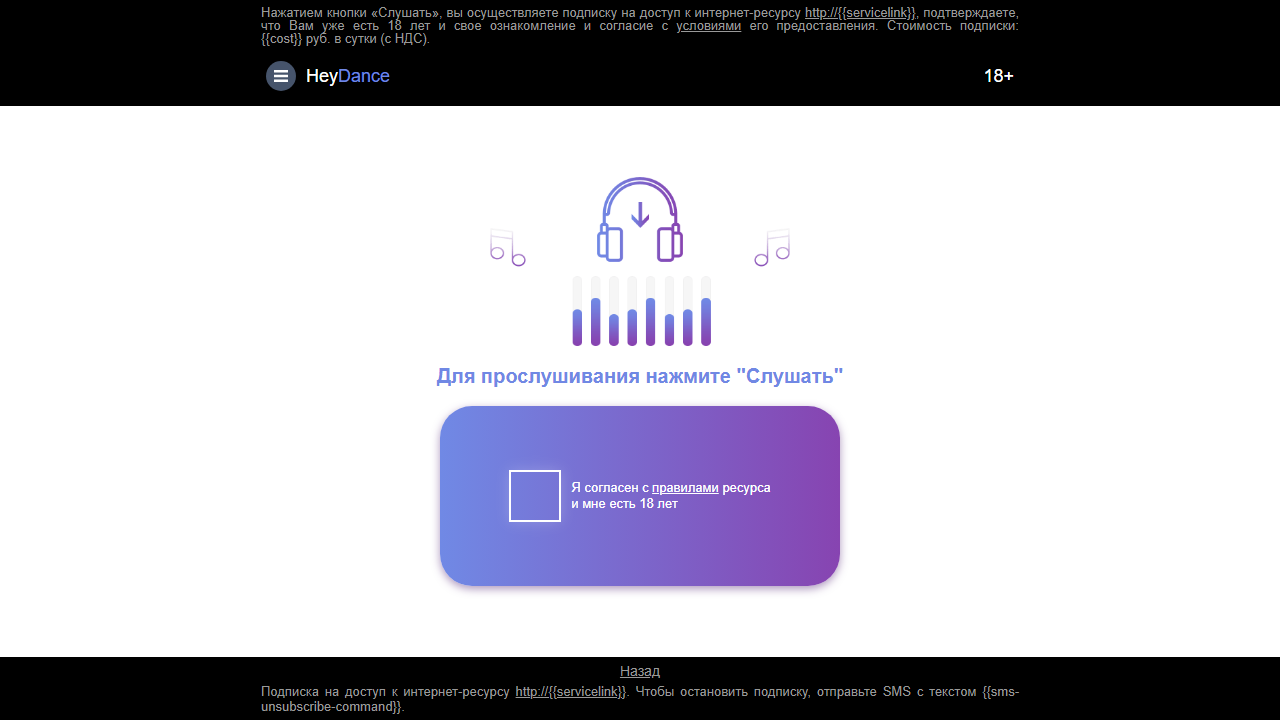 Нажатием кнопки «Слушать», вы осуществляете подписку на доступ к интернет-ресурсу http://{{servicelink}}, подтверждаете,
что Вам уже есть 18 лет и свое ознакомление и согласие с условиями его предоставления. Стоимость подписки:
{{cost}} руб. в сутки (с НДС).
HeyDance
18+
Для прослушивания нажмите "Слушать"
Я согласен с правилами ресурса
и мне есть 18 лет
Назад
Подписка на доступ к интернет-ресурсу http://{{servicelink}}. Чтобы остановить подписку, отправьте SMS с текстом {{sms-
unsubscribe-command}}.